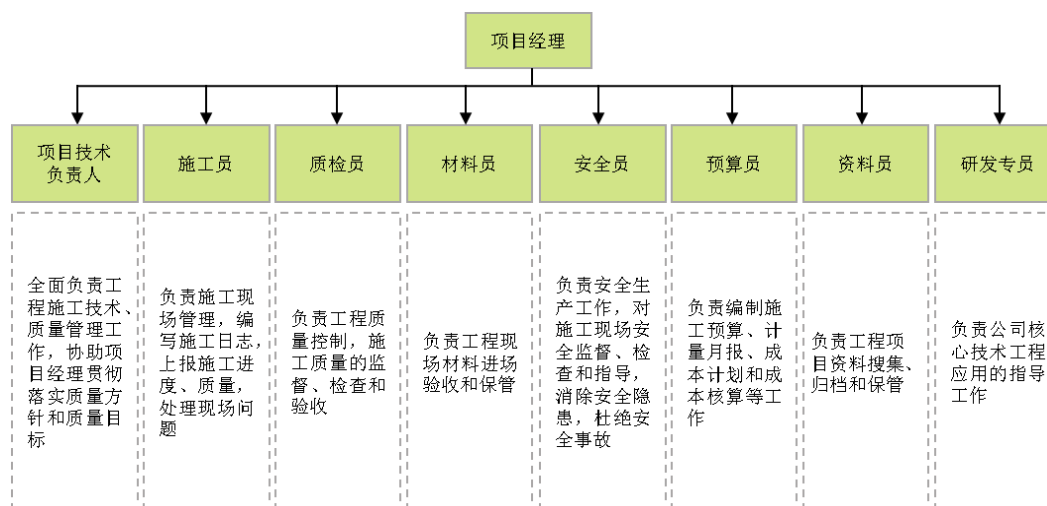 项目经理
项目技术
负责人
施工员
质检员
材料员
安全员
预算员
资料员
研发专员
全面负责工
程施工技术、
质量管理工
作，协助项
目经理贯彻
落实质量方
针和质量目
标
负责施工现
场管理，编
写施工日志，
上报施工进
度、质量，
处理现场问
题
负责工程质
量控制，施
工质量的监
督、检查和
验收
负责工程现
场材料进场
验收和保管
负责安全生
产工作，对
施工现场安
全监督、检
查和指导，
消除安全隐
患，杜绝安
全事故
负责编制施
工预算、计
量月报、成
本计划和成
本核算等工
作
负责工程项
目资料搜集、
归档和保管
负责公司核
心技术工程
应用的指导
工作